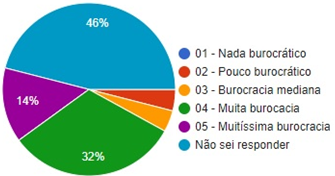 46%
14%
32%
01 - Nada burocrático
02 - Pouco burocrático
03 - Burocracia mediana
04 - Muita burocacia
05 - Muitíssima burocracia
Não sei responder